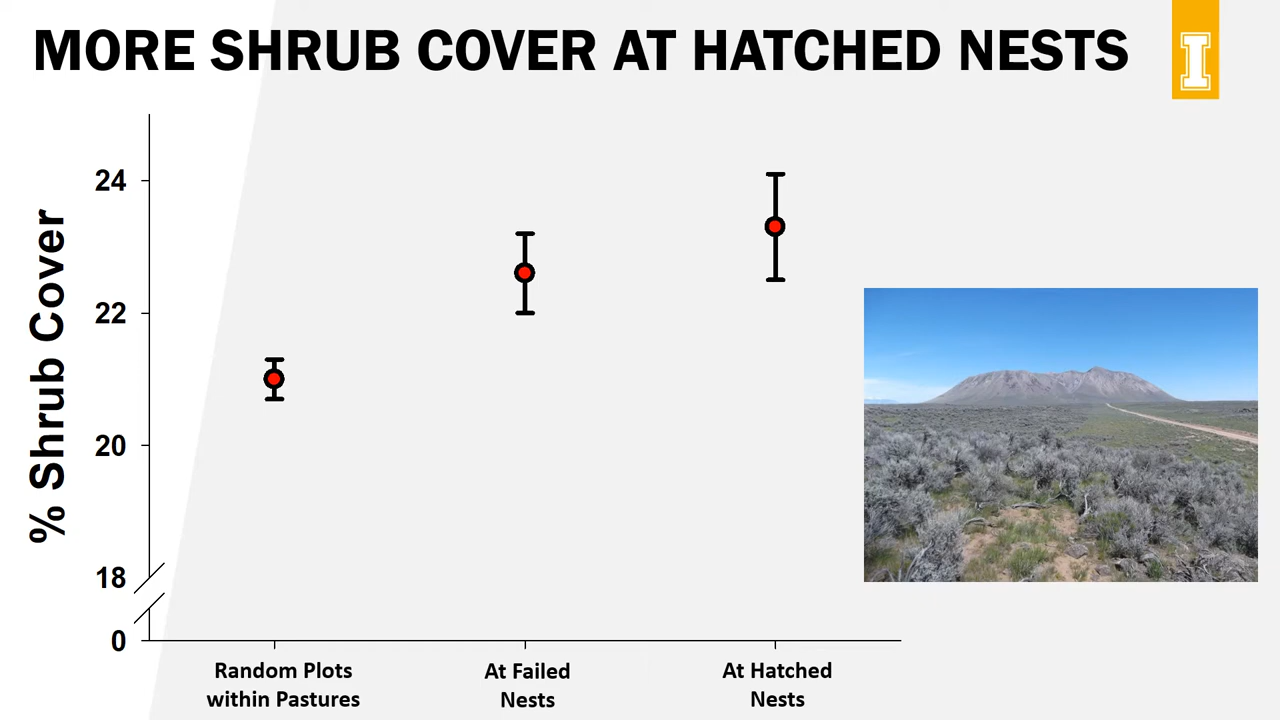 MORE SHRUB COVER AT HATCHED NESTS
I
% Shrub Cover
24
22
20
18
0
Random Plots
within Pastures
At Failed
Nests
At Hatched
Nests